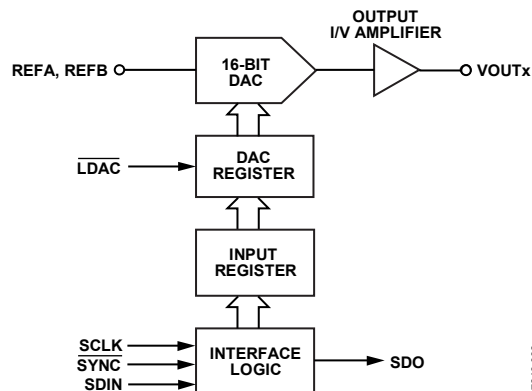 OUTPUT
I/V AMPLIFIER
REFA, REFB
16-BIT
DAC
VOUTx
LDAC
DAC
REGISTER
INPUT
REGISTER
SCLK
SYNC
SDIN
INTERFACE
LOGIC
SDO